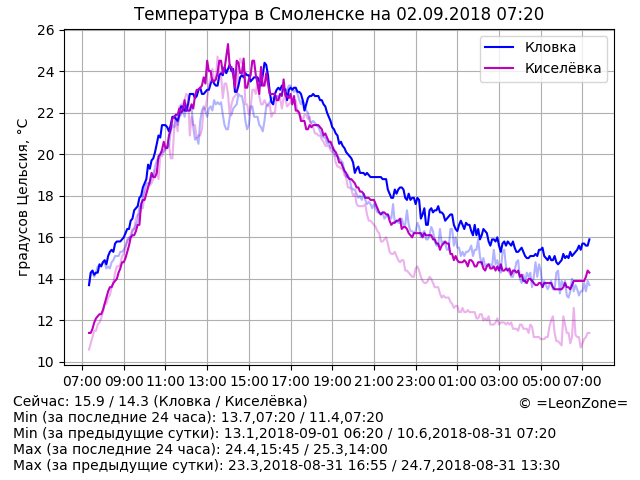 Температура в Смоленске на 02.09.2018 07:20
Кловка
Киселёвка
градусов Цельсия, °C
26
24
22
20
18
16
14
12
10
07:00 09:00 11:00 13:00 15:00 17:00 19:00 21:00 23:00 01:00 03:00 05:00 07:00
Сейчас: 15.9 / 14.3 (Кловка / Киселёвка)
© =LeonZone=
Min (за последние 24 часа): 13.7,07:20 / 11.4,07:20
Min (за предыдущие сутки): 13.1,2018-09-01 06:20 / 10.6,2018-08-31 07:20
Max (за последние 24 часа): 24.4,15:45 / 25.3,14:00
Max (за предыдущие сутки): 23.3,2018-08-31 16:55 / 24.7,2018-08-31 13:30